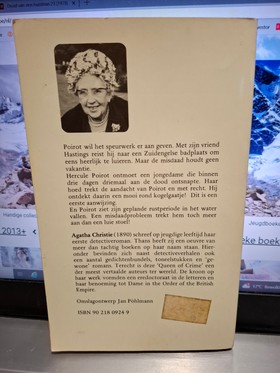 Poirot wil het speurwerk er aan geven. Met zijn vriend
Hastings reist hij naar een Zuidengelse badplaats om
eens heerlijk te luieren. Maar de misdaad houdt geen
vakantie.
Hercule Poirot ontmoet een jongedame die binnen
drie dagen driemaal aan de dood ontsnapte. Haar
hoed trekt de aandacht van Poirot en met recht. Hij
ontdekt daarin een mooi rond kogelgaatje! Dit is een
eerste aanwijzing.
En Poirot ziet zijn geplande rustperiode in het water
vallen. Een misdaadprobleem trekt hem toch meer
aan dan een luie stoel!
Agatha Christie (1890) schreef op jeugdige leeftijd haar
eerste detectiveroman. Thans heeft zij een oeuvre van
meer dan tachtig boeken op haar naam staan. Hier-
onder bevinden zich naast detectiveverhalen ook
een aantal gedichtenbundels, toneelstukken en 'ge-
wone' romans. Terecht is deze 'Queen of Crime' een
der meest vertaalde auteurs ter wereld. De kroon op
haar werk vormden een eredoctoraat in de letteren en
haar benoeming tot Dame in the Order of the British
Empire.
Omslagontwerp Jan Pöhlmann
ISBN 90 218 0924 9
2013+